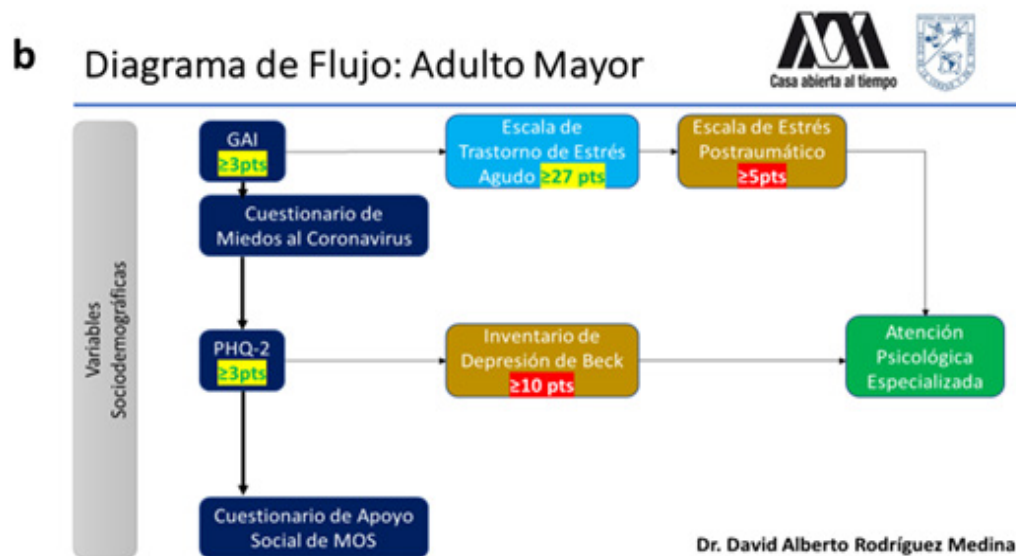 b
Diagrama de Flujo: Adulto Mayor
Casa abierta al tiempo
Variables
Sociodemográficas
GAI
≥3pts
Escala de
Trastorno de Estrés
Agudo ≥27 pts
Escala de Estrés
Postraumático
≥5pts
Cuestionario de
Miedos al Coronavirus
PHQ-2
≥3pts
Inventario de
Depresión de Beck
≥10 pts
Atención
Psicológica
Especializada
Cuestionario de Apoyo
Social de MOS
Dr. David Alberto Rodríguez Medina